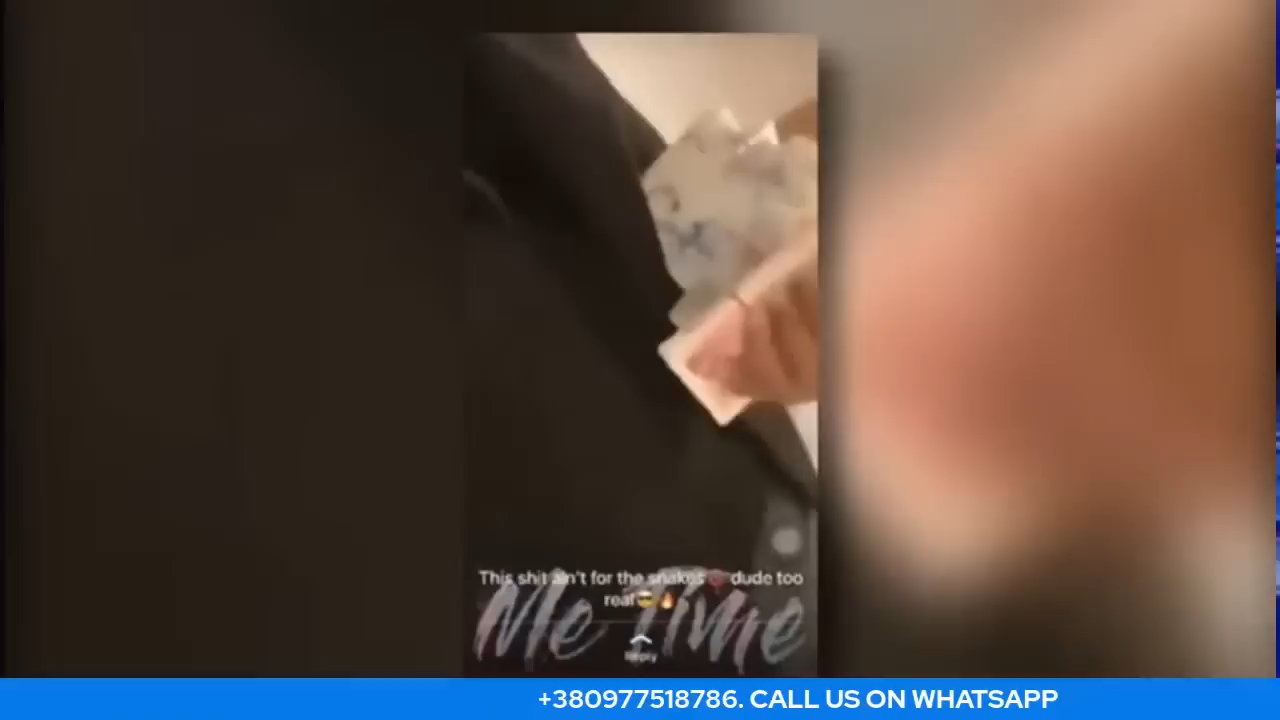 This shit ain't for the snakes dude too
real😎🔥
Me Time
Reply
+380977518786. CALL US ON WHATSAPP